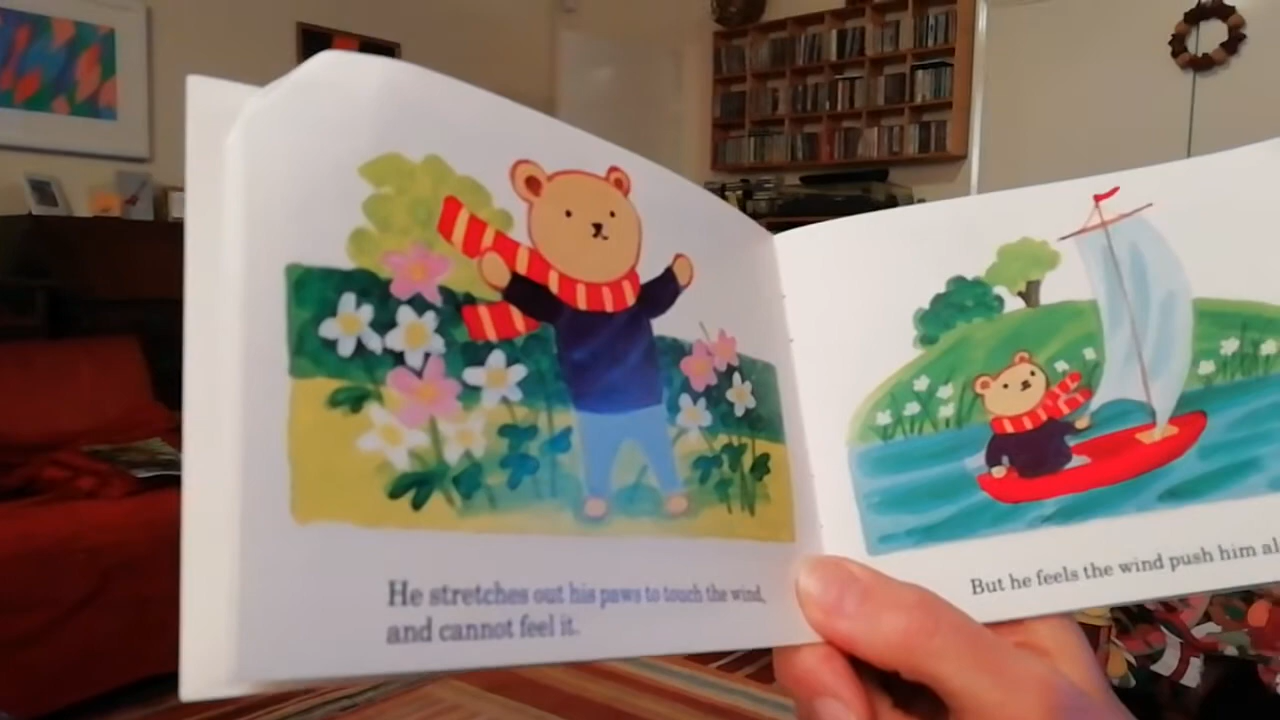 He stretches out his paws to touch the wind,
and cannot feel it.
But he feels the wind push him al